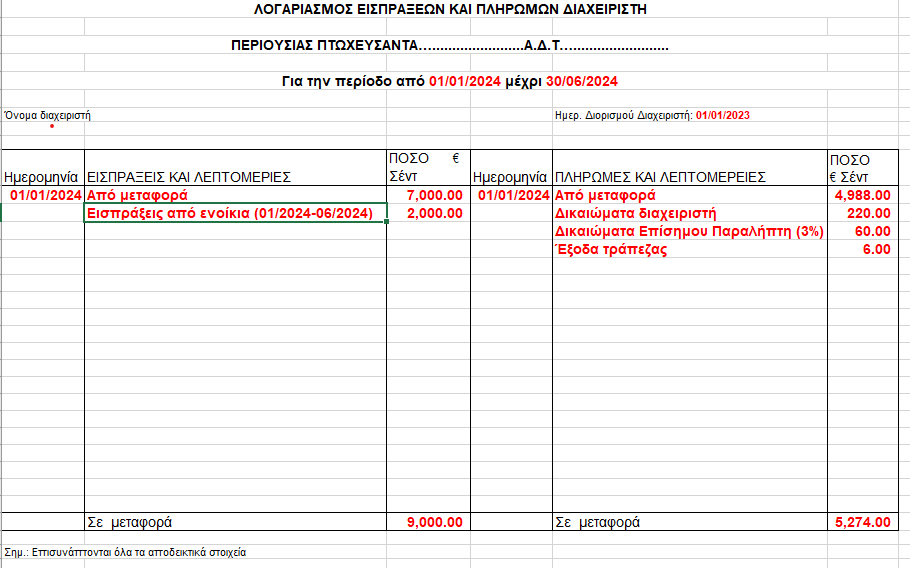 ΛΟΓΑΡΙΑΣΜΟΣ ΕΙΣΠΡΑΞΕΩΝ ΚΑΙ ΠΛΗΡΩΜΩΝ ΔΙΑΧΕΙΡΙΣΤΗ
ΠΕΡΙΟΥΣΙΑΣ ΠΤΩΧΕΥΣΑΝΤΑ…........................Α.Δ.Τ…........................
Για την περίοδο από 01/01/2024 μέχρι 30/06/2024
Όνομα διαχειριστή Ημερ. Διορισμού Διαχειριστή: 01/01/2023
ΠΟΣΟ € ΠΟΣΟ
Ημερομηνία ΕΙΣΠΡΑΞΕΙΣ ΚΑΙ ΛΕΠΤΟΜΕΡΙΕΣ Σέντ Ημερομηνία ΠΛΗΡΩΜΕΣ ΚΑΙ ΛΕΠΤΟΜΕΡΕΙΕΣ € Σέντ
01/01/2024 Από μεταφορά 7,000.00 01/01/2024 Από μεταφορά 4,988.00
Εισπράξεις από ενοίκια (01/2024-06/2024) 2,000.00 Δικαιώματα διαχειριστή 220.00
Δικαιώματα Επίσημου Παραλήπτη (3%) 60.00
Έξοδα τράπεζας 6.00
Σε μεταφορά 9,000.00 Σε μεταφορά 5,274.00
Σημ.: Επισυνάπτονται όλα τα αποδεικτικά στοιχεία